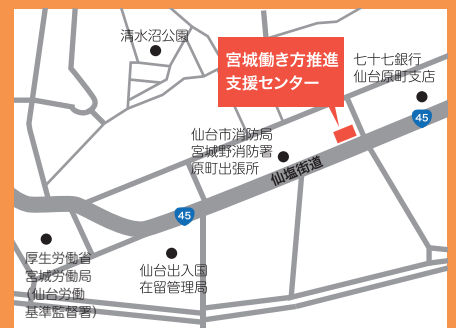 清水沼公園
宮城働き方推進
支援センター
七十七銀行
仙台原町支店
45
仙台市消防局
宮城野消防署
原町出張所
仙塩街道
45
厚生労働省
宮城労働局
(仙台労働
基準監督署)
仙台出入国
在留管理局